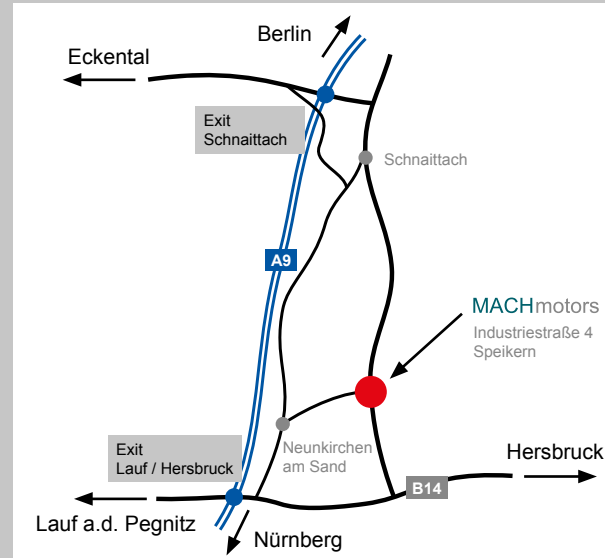 Berlin
Eckental
Exit
Schnaittach
Schnaittach
A9
MACHmotors
Industriestraße 4
Speikern
Exit
Lauf / Hersbruck
Neunkirchen
am Sand
Hersbruck
B14
Lauf a.d. Pegnitz
Nürnberg